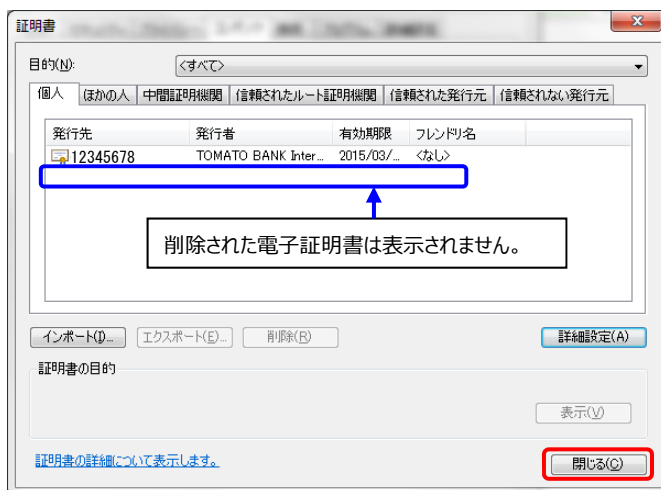 証明書
目的(N):
<すべて>
個人
ほかの人
中間証明機関
信頼されたルート証明機関
信頼された発行元
信頼されない発行元
発行先 発行者 有効期限 フレンドリ名
12345678 TOMATO BANK Inter... 2015/03/... <なし>
削除された電子証明書は表示されません。
インポート(I)... エクスポート(E)... 削除(R) 詳細設定(A)
証明書の目的
表示(V)
証明書の詳細について表示します。
閉じる(C)